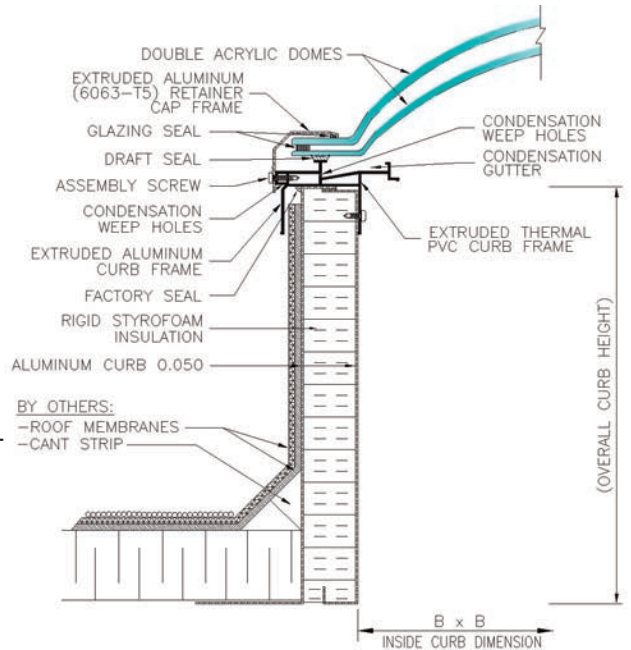 DOUBLE ACRYLIC DOMES
EXTRUDED ALUMINUM
(6063-T5) RETAINER
CAP FRAME
GLAZING SEAL
DRAFT SEAL
ASSEMBLY SCREW
CONDENSATION
WEEP HOLES
EXTRUDED ALUMINUM
CURB FRAME
FACTORY SEAL
RIGID STYROFOAM
INSULATION
ALUMINUM CURB 0.050
BY OTHERS:
-ROOF MEMBRANES
-CANT STRIP
CONDENSATION
WEEP HOLES
CONDENSATION
GUTTER
EXTRUDED THERMAL
PVC CURB FRAME
(OVERALL CURB HEIGHT)
B x B
INSIDE CURB DIMENSION